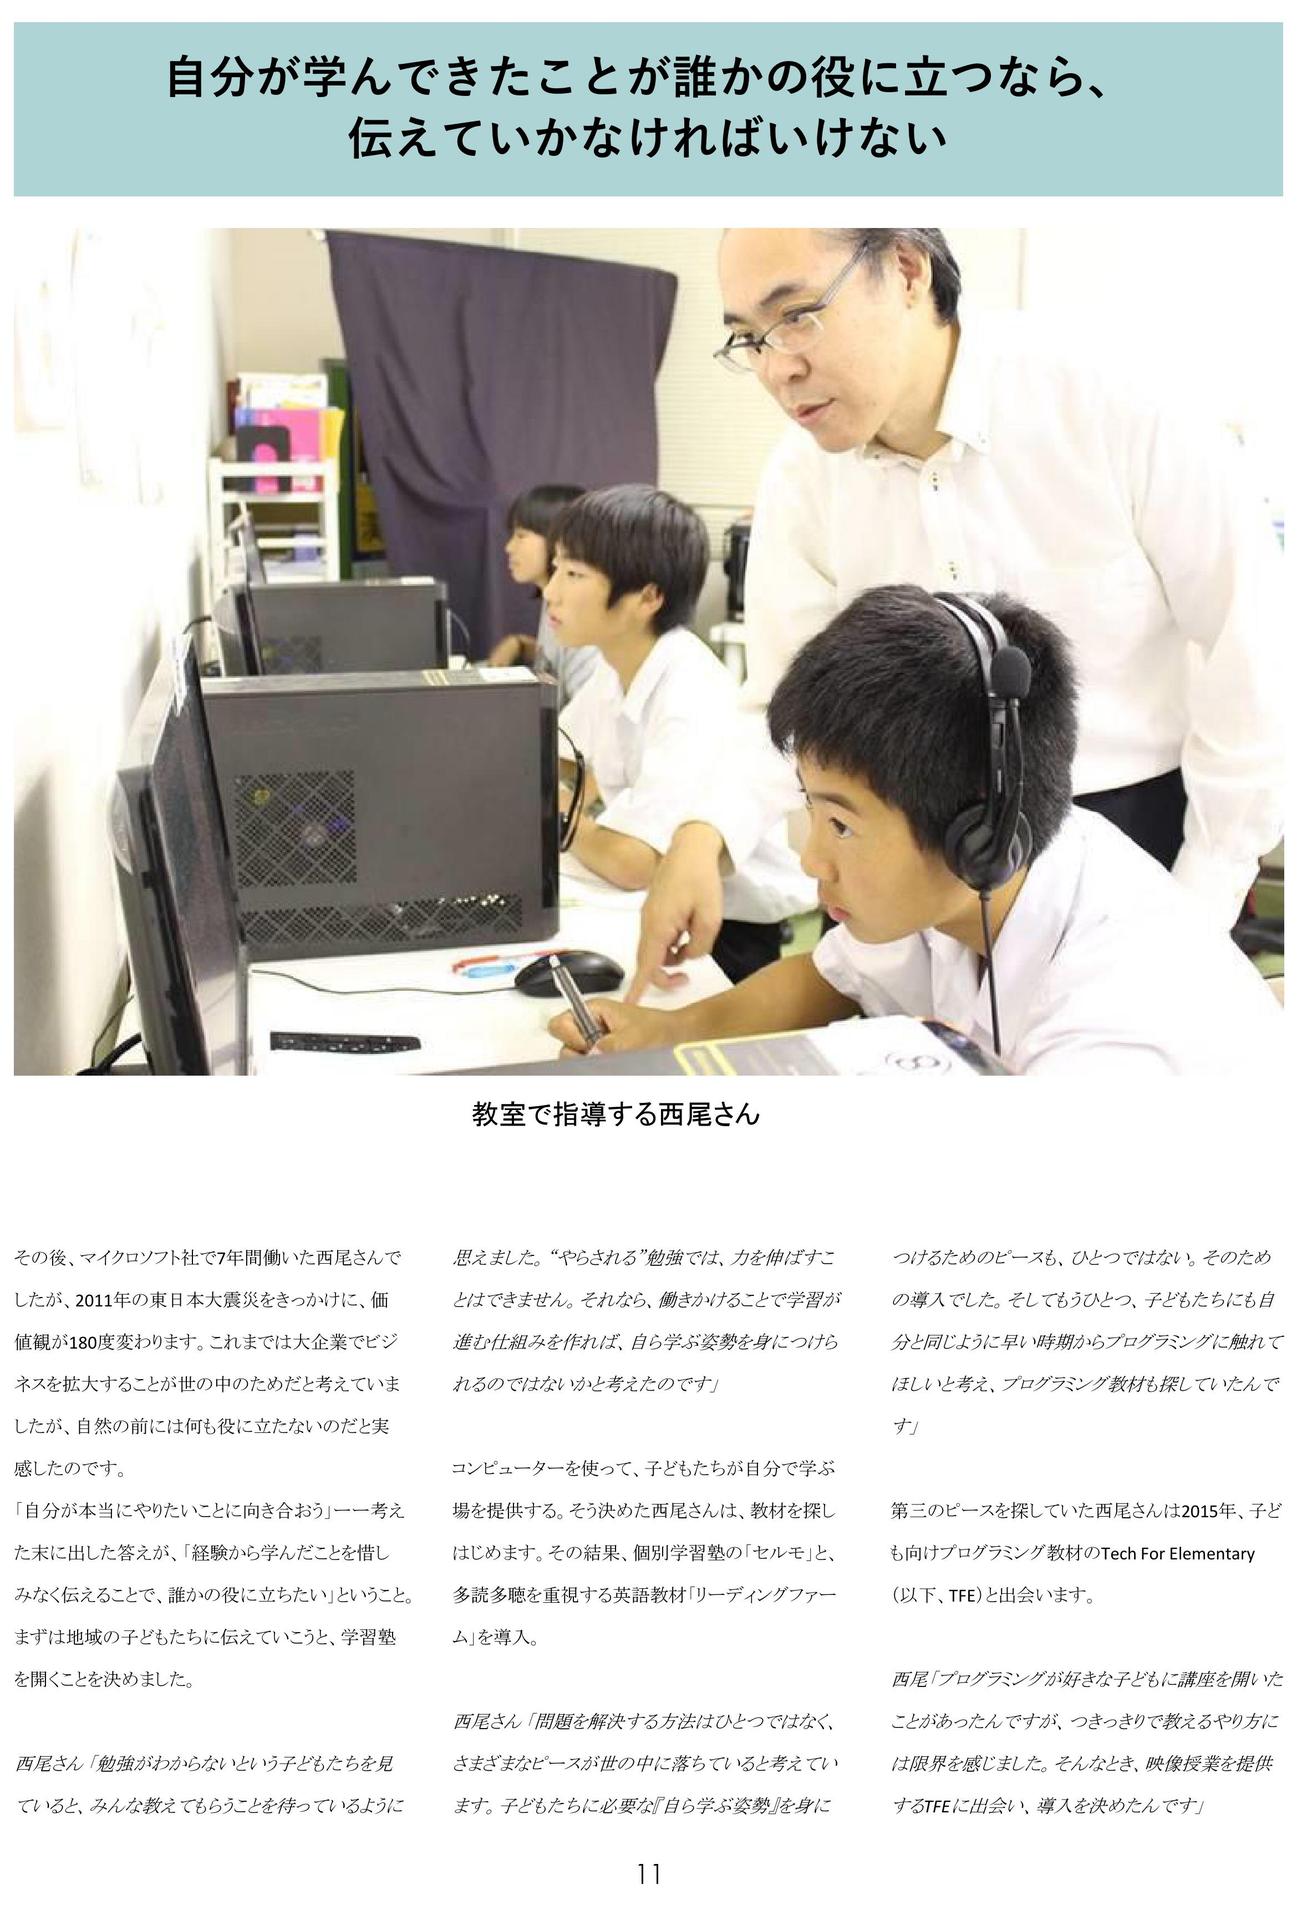 自分が学んできたことが誰かの役に立つなら、
伝えていかなければいけない
教室で指導する西尾さん
その後、マイクロソフト社で7年間働いた西尾さんで
したが、2011年の東日本大震災をきっかけに、価
値観が180度変わります。これまでは大企業でビジ
ネスを拡大することが世の中のためだと考えていま
したが、自然の前には何も役に立たないのだと実
感したのです。
「自分が本当にやりたいことに向き合おう」ーー考え
た末に出した答えが、「経験から学んだことを惜し
みなく伝えることで、誰かの役に立ちたい」ということ。
まずは地域の子どもたちに伝えていこうと、学習塾
を開くことを決めました。
西尾さん「勉強がわからないという子どもたちを見
ていると、みんな教えてもらうことを待っているように
思えました。“やらされる”勉強では、力を伸ばすこ
とはできません。それなら、働きかけることで学習が
進む仕組みを作れば、自ら学ぶ姿勢を身につけら
れるのではないかと考えたのです」
コンピューターを使って、子どもたちが自分で学ぶ
場を提供する。そう決めた西尾さんは、教材を探し
はじめます。その結果、個別学習塾の「セルモ」と、
多読多聴を重視する英語教材「リーディングファー
ム」を導入。
西尾さん「問題を解決する方法はひとつではなく、
さまざまなピースが世の中に落ちていると考えてい
ます。子どもたちに必要な『自ら学ぶ姿勢』を身に
つけるためのピースも、ひとつではない。そのため
の導入でした。そしてもうひとつ、子どもたちにも自
分と同じように早い時期からプログラミングに触れて
ほしいと考え、プログラミング教材も探していたんで
す」
第三のピースを探していた西尾さんは2015年、子ど
も向けプログラミング教材のTech For Elementary
（以下、TFE）と出会います。
西尾「プログラミングが好きな子どもに講座を開いた
ことがあったんですが、つきっきりで教えるやり方に
は限界を感じました。そんなとき、映像授業を提供
するTFEに出会い、導入を決めたんです」
11